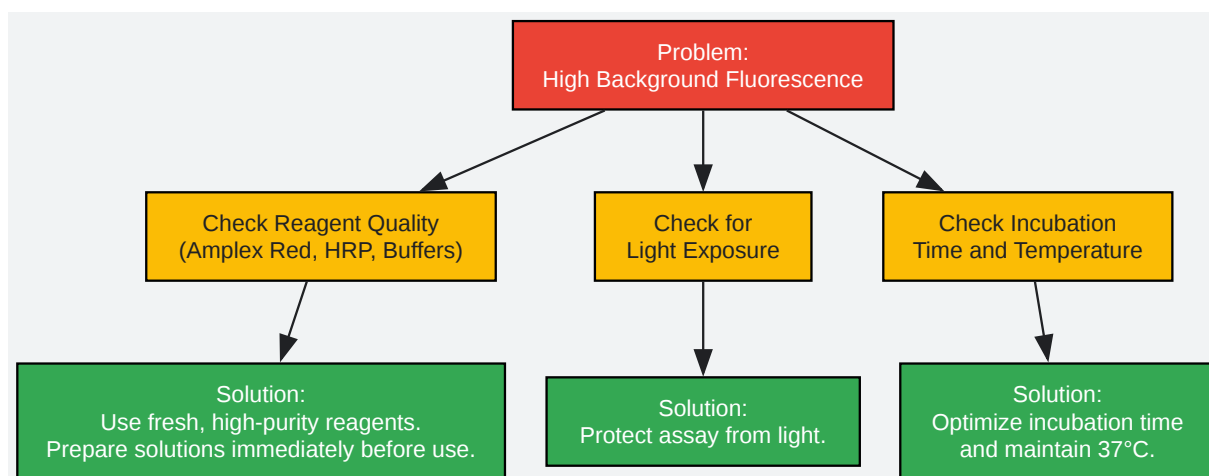 Problem:
High Background Fluorescence
Check Reagent Quality
(Amplex Red, HRP, Buffers)
Check for
Light Exposure
Check Incubation
Time and Temperature
Solution:
Use fresh, high-purity reagents.
Prepare solutions immediately before use.
Solution:
Protect assay from light.
Solution:
Optimize incubation time
and maintain 37°C.